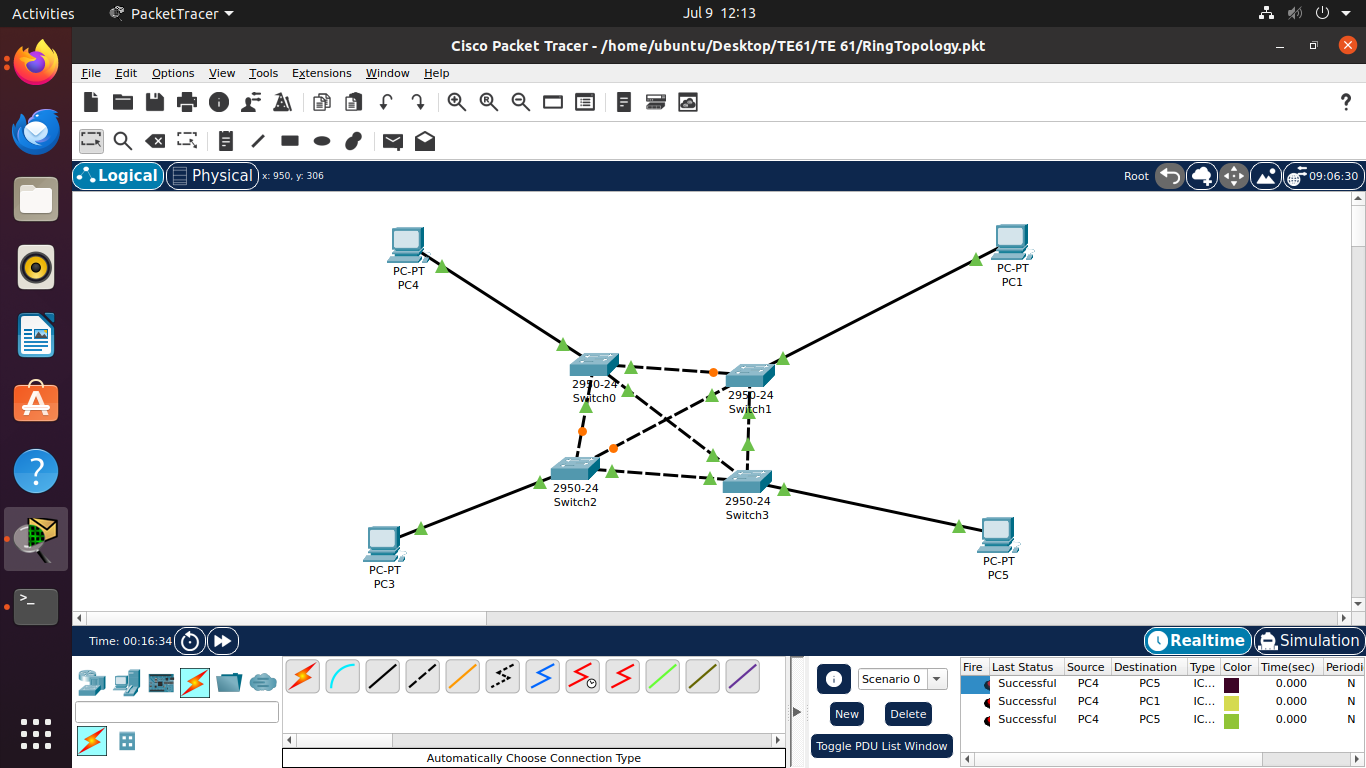 Activities
PacketTracer
Jul 9 12:13
Cisco Packet Tracer - /home/ubuntu/Desktop/TE61/TE 61/RingTopology.pkt
File Edit Options View Tools Extensions Window Help
?
Logical
Physical
x: 950, y: 306
Root
09:06:30
PC-PT
PC4
PC-PT
PC1
2950-24
Switch0
2950-24
Switch1
2950-24
Switch2
2950-24
Switch3
PC-PT
PC3
PC-PT
PC5
Time: 00:16:34
Realtime
Simulation
Scenario 0
New
Delete
Toggle PDU List Window
Automatically Choose Connection Type
Fire Last Status Source Destination Type Color Time(sec) Periodi
Successful PC4 PC5 IC... 0.000 N
Successful PC4 PC1 IC... 0.000 N
Successful PC4 PC5 IC... 0.000 N